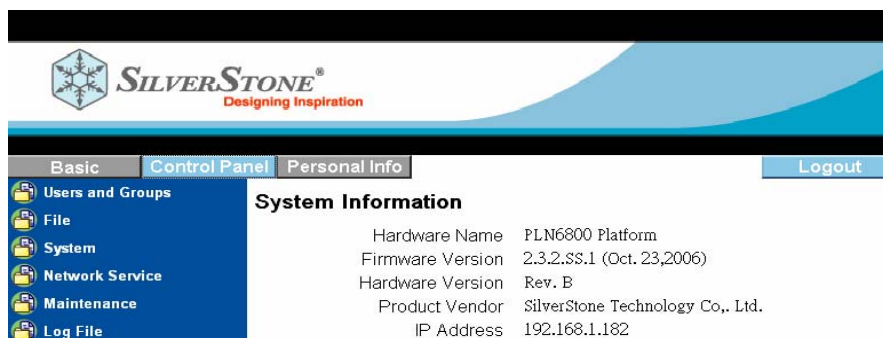 SILVERSTONE®
Designing Inspiration
Basic Control Panel Personal Info Logout
Users and Groups
File
System
Network Service
Maintenance
Log File
System Information
Hardware Name PLN6800 Platform
Firmware Version 2.3.2.SS.1 (Oct. 23,2006)
Hardware Version Rev. B
Product Vendor SilverStone Technology Co,. Ltd.
IP Address 192.168.1.182